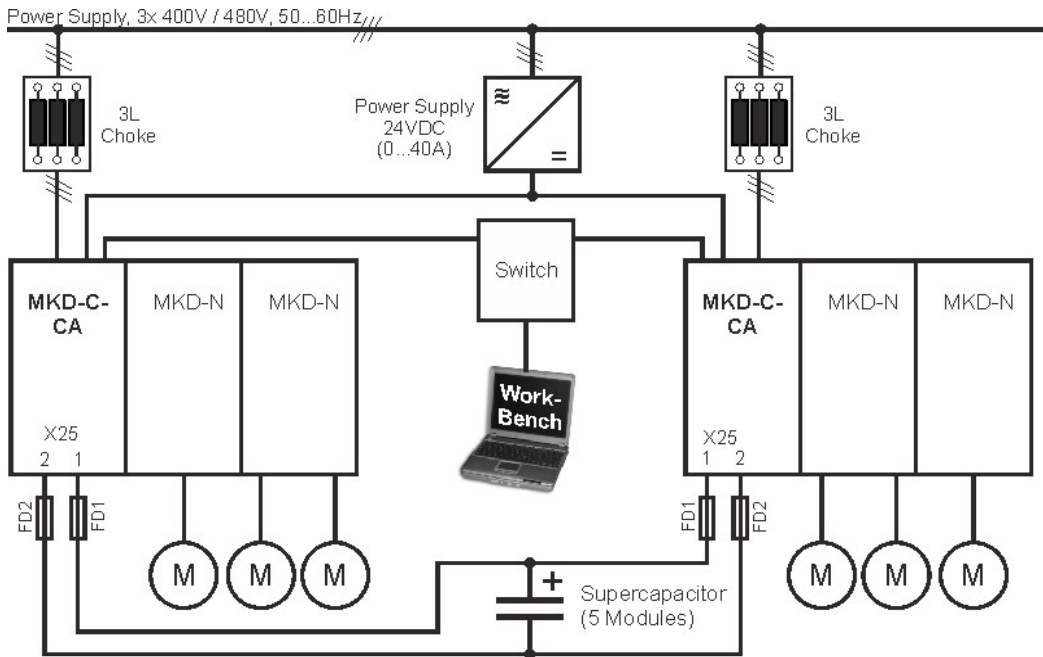 Power Supply, 3x 400V / 480V, 50...60Hz
3L
Choke
Power Supply
24VDC
(0...40A)
3L
Choke
Switch
MKD-C-
CA
MKD-N
MKD-N
MKD-C-
CA
MKD-N
MKD-N
Work-
Bench
X25
2 1
X25
1 2
FD2
FD1
FD1
FD2
M
M
M
M
M
M
+
Supercapacitor
(5 Modules)